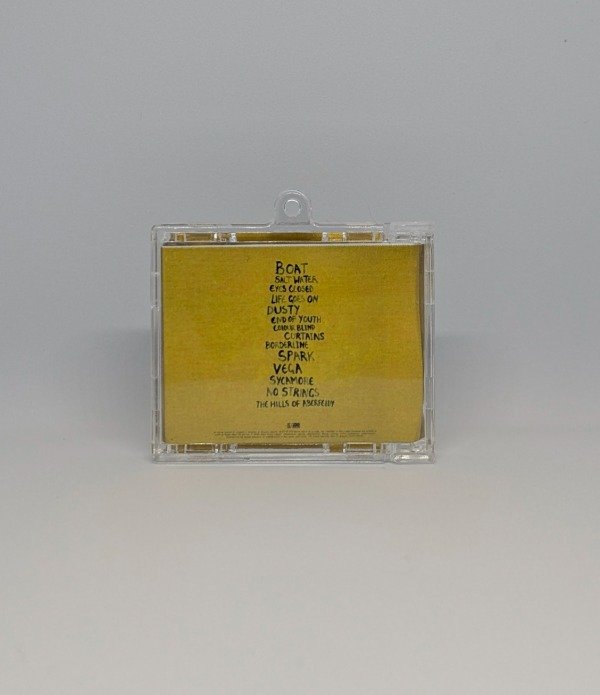 BOAT
SALT WATER
EYES CLOSED
LIFE GOES ON
DUSTY
END OF YOUTH
COLOUR BLIND
CURTAINS
BORDERLINE
SPARK
VEGA
SYCAMORE
NO STRINGS
THE HILLS OF ABERFELDY